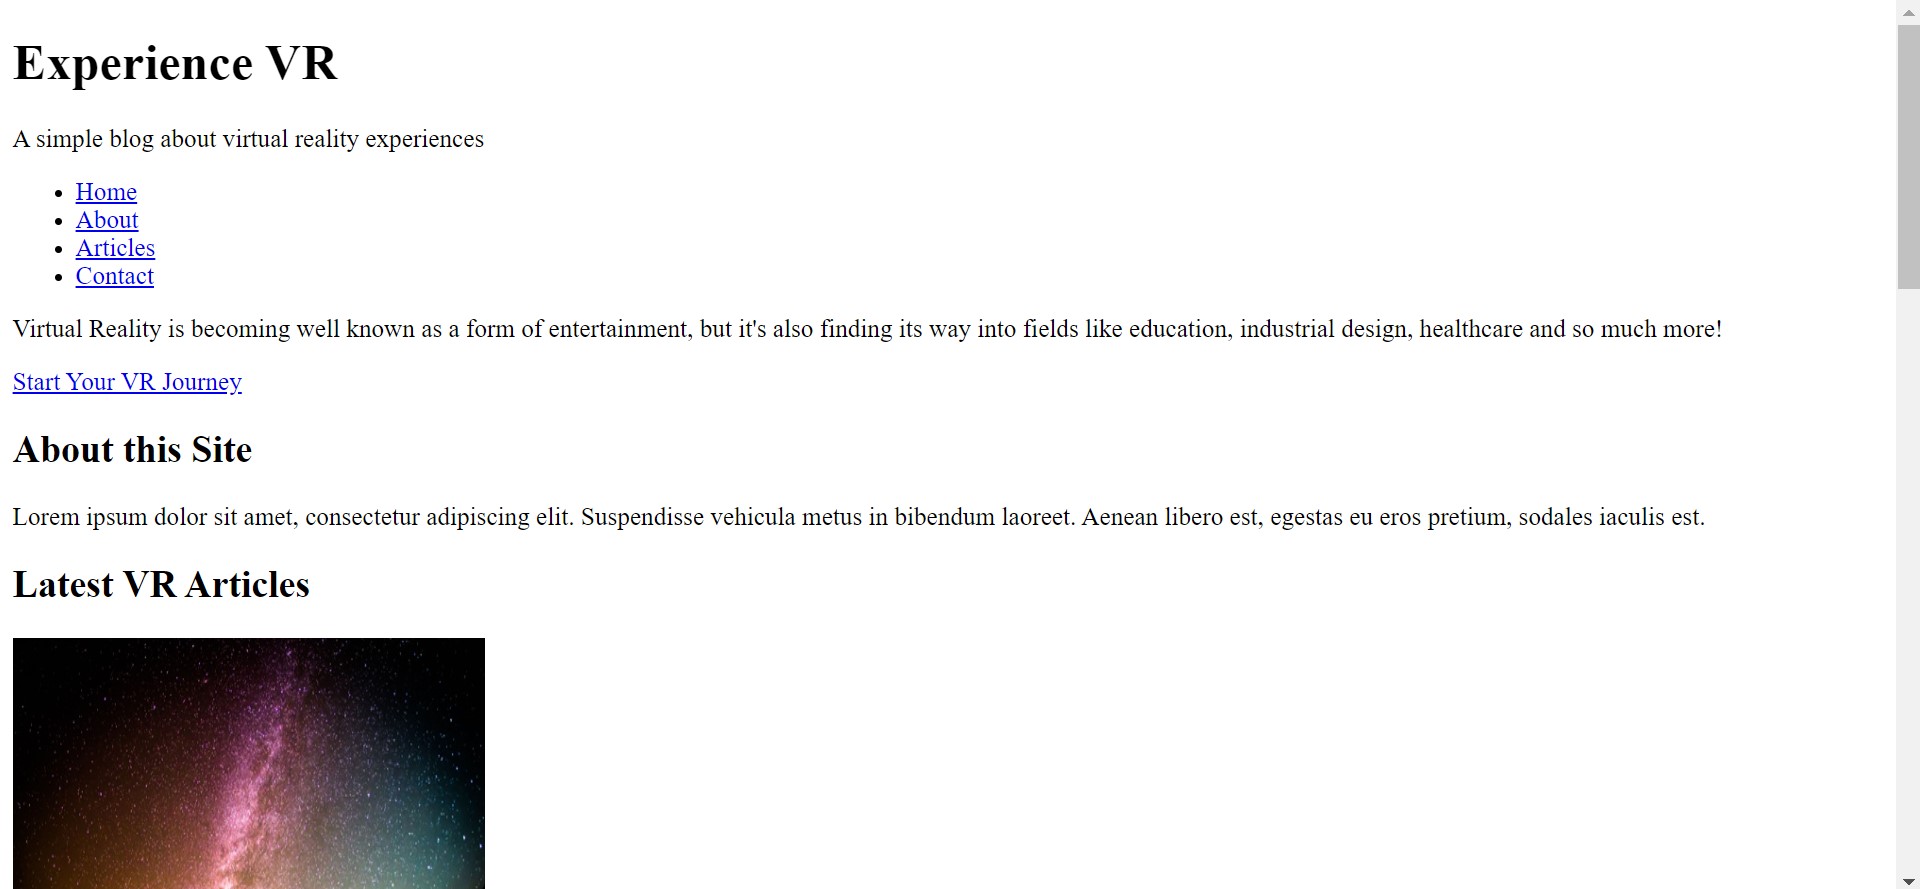 Experience VR
A simple blog about virtual reality experiences
Home
About
Articles
Contact
Virtual Reality is becoming well known as a form of entertainment, but it's also finding its way into fields like education, industrial design, healthcare and so much more!
Start Your VR Journey
About this Site
Lorem ipsum dolor sit amet, consectetur adipiscing elit. Suspendisse vehicula metus in bibendum laoreet. Aenean libero est, egestas eu eros pretium, sodales iaculis est.
Latest VR Articles